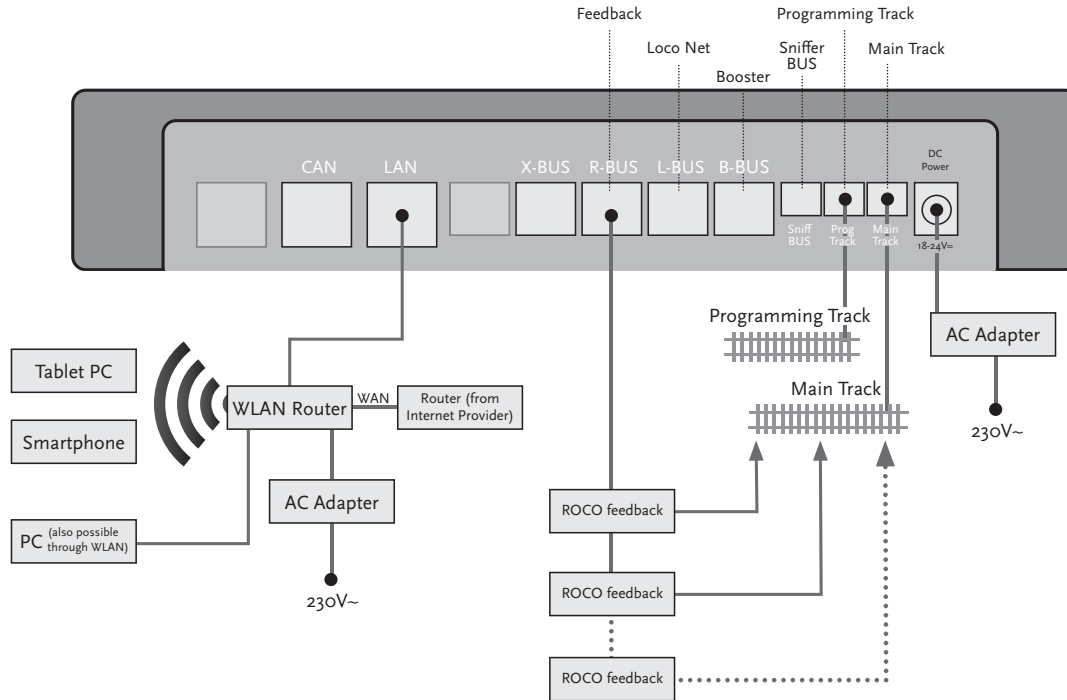 Feedback
Programming Track
Loco Net
Sniffer
BUS
Main Track
Booster
CAN
LAN
X-BUS
R-BUS
L-BUS
B-BUS
DC
Power
Sniff
BUS
Prog
Track
Main
Track
18-24V=
Programming Track
AC Adapter
Tablet PC
Main Track
WLAN Router
WAN
Router (from
Internet Provider)
230V~
Smartphone
AC Adapter
ROCO feedback
PC (also possible
through WLAN)
230V~
ROCO feedback
ROCO feedback